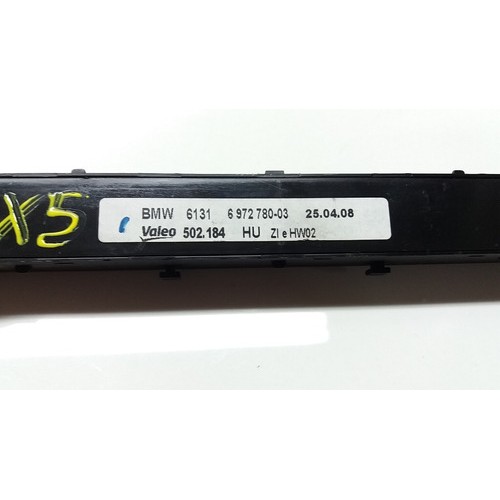 X5
BMW 6131 6 972 780-03 25.04.08
Valeo 502.184 HU ZI e HW02